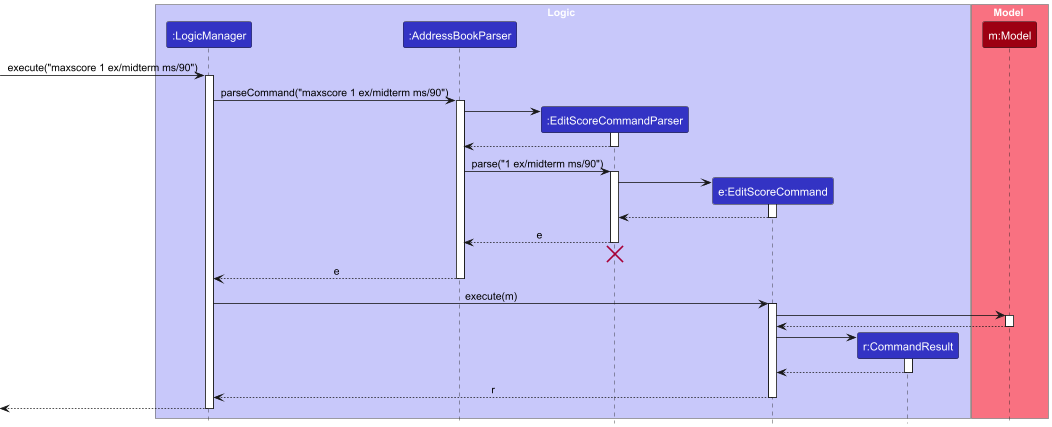 Logic
Model
:LogicManager
:AddressBookParser
m:Model
execute("maxscore 1 ex/midterm ms/90")
parseCommand("maxscore 1 ex/midterm ms/90")
:EditScoreCommandParser
parse("1 ex/midterm ms/90")
e:EditScoreCommand
e
e
execute(m)
r:CommandResult
r